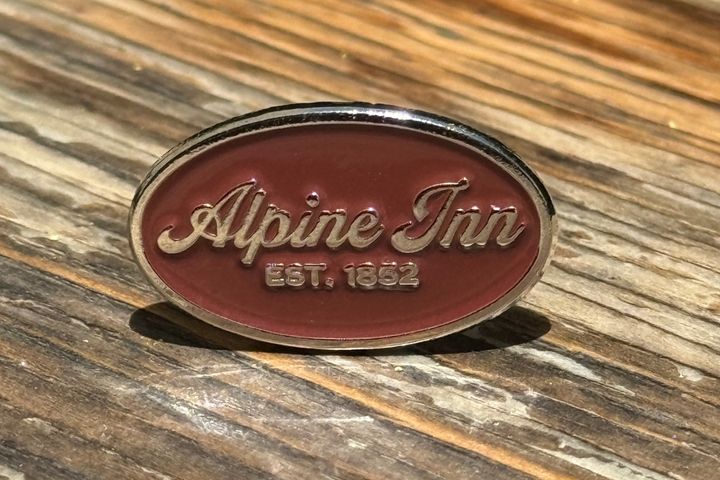 Alpine Inn
EST. 1852